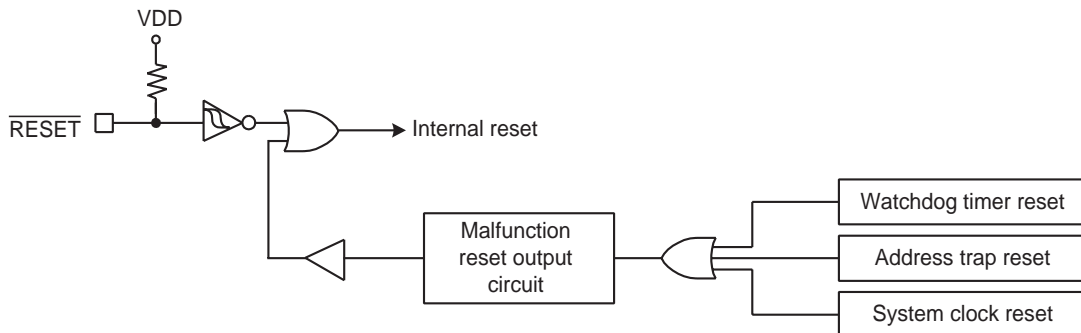 VDD
RESET
Internal reset
Malfunction
reset output
circuit
Watchdog timer reset
Address trap reset
System clock reset